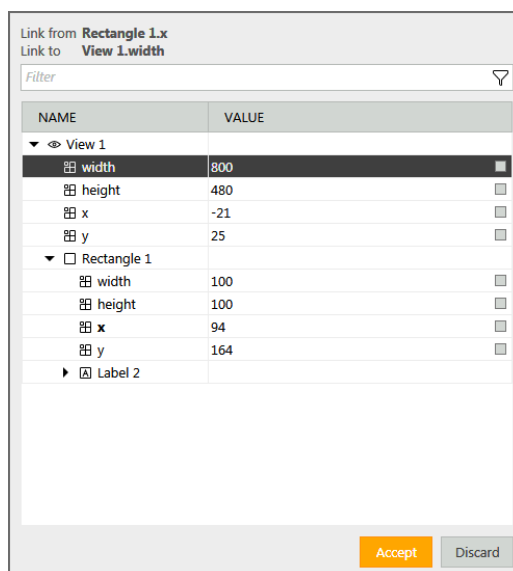 Link from Rectangle 1.x
Link to View 1.width
Filter
NAME VALUE
View 1
width 800
height 480
x -21
y 25
Rectangle 1
width 100
height 100
x 94
y 164
A Label 2
Accept Discard